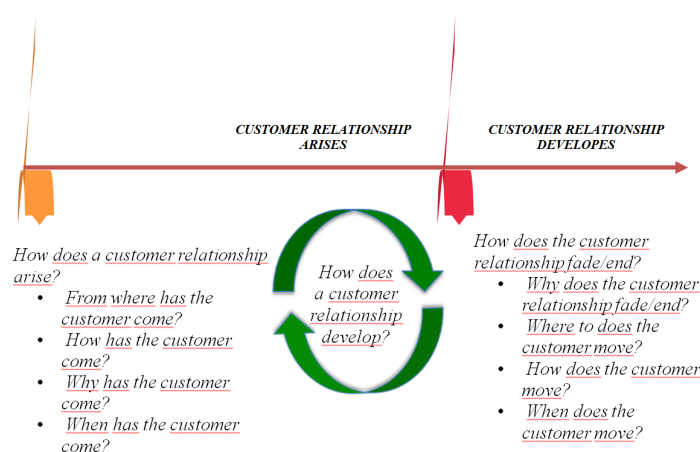 CUSTOMER RELATIONSHIP
ARISES
CUSTOMER RELATIONSHIP
DEVELOPES
How does a customer relationship
arise?
• From where has the
customer come?
• How has the customer
come?
• Why has the customer
come?
• When has the customer
come?
How does
a customer
relationship
develop?
How does the customer
relationship fade/end?
• Why does the customer
relationship fade/end?
• Where to does the
customer move?
• How does the customer
move?
• When does the
customer move?